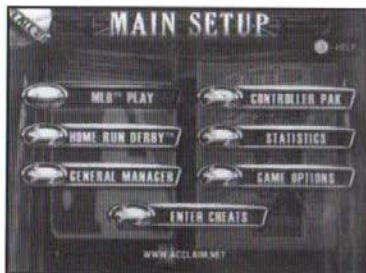 MAIN SETUP
HELP
MLB™ PLAY
CONTROLLER PAK
HOME RUN DERBY™
STATISTICS
GENERAL MANAGER
GAME OPTIONS
ENTER CHEATS
WWW.ACCLAIM.NET